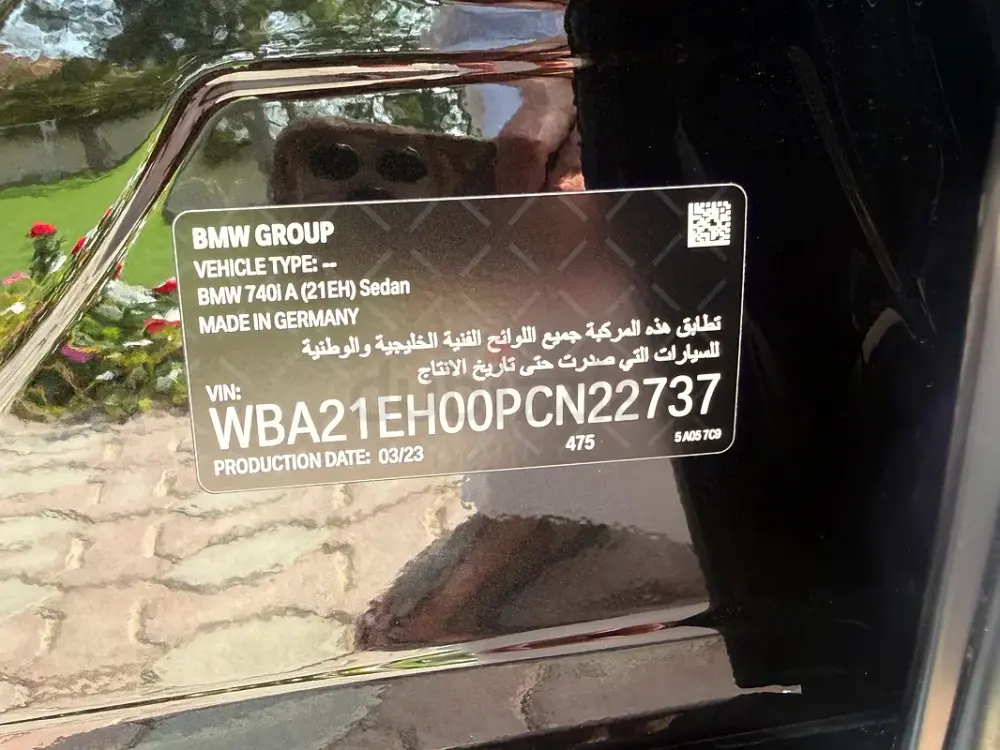 BMW GROUP
VEHICLE TYPE: --
BMW 740i A (21EH) Sedan
MADE IN GERMANY
تطابق هذه المركبة جميع اللوائح الفنية الخليجية والوطنية
للسيارات التي صدرت حتى تاريخ الانتاج
VIN:
WBA21EH00PCN22737
PRODUCTION DATE: 03/23
475
5 A05 7C9